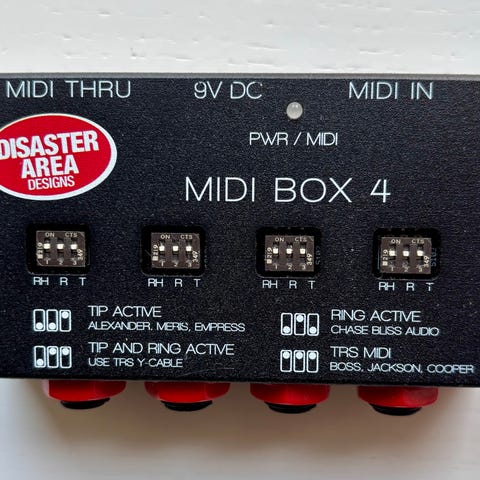 MIDI THRU 9V DC MIDI IN
PWR / MIDI
DISASTER
AREA
DESIGNS
MIDI BOX 4
ON CTS ON CTS ON CTS ON CTS
RH R T RH R T RH R T RH R T
TIP ACTIVE
ALEXANDER, MERIS, EMPRESS
RING ACTIVE
CHASE BLISS AUDIO
TIP AND RING ACTIVE
USE TRS Y-CABLE
TRS MIDI
BOSS, JACKSON, COOPER